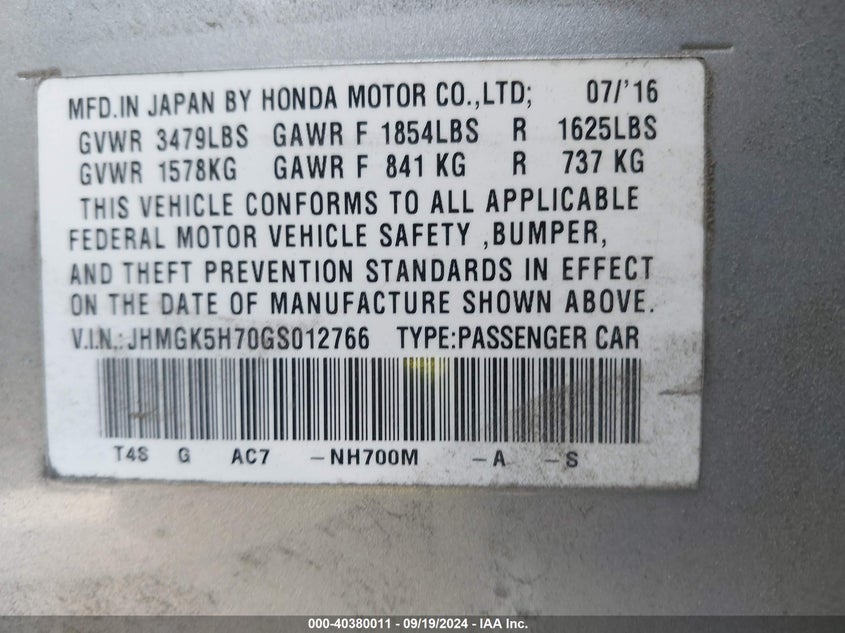 MFD.IN JAPAN BY HONDA MOTOR CO.,LTD; 07/'16
GVWR 3479LBS GAWR F 1854LBS R 1625LBS
GVWR 1578KG GAWR F 841 KG R 737 KG
THIS VEHICLE CONFORMS TO ALL APPLICABLE
FEDERAL MOTOR VEHICLE SAFETY ,BUMPER,
AND THEFT PREVENTION STANDARDS IN EFFECT
ON THE DATE OF MANUFACTURE SHOWN ABOVE.
V.I.N.:JHMGK5H70GS012766 TYPE:PASSENGER CAR
T4S G AC7 -NH700M -A -S
000-40380011 - 09/19/2024 - IAA Inc.